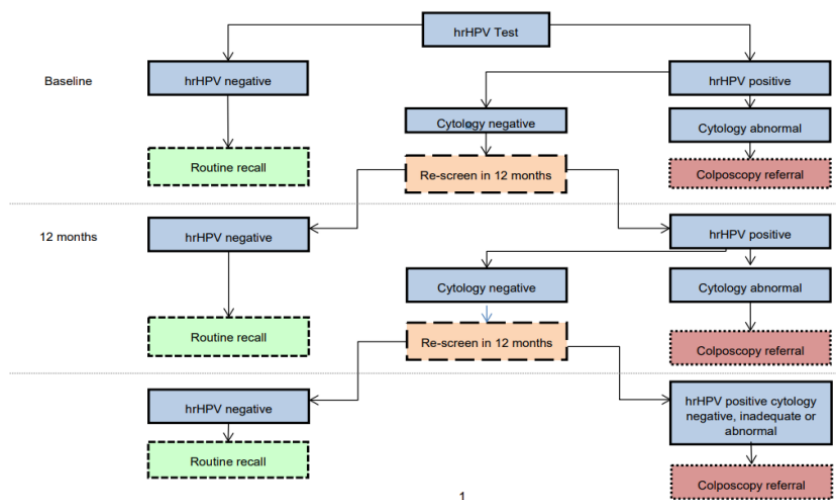 hrHPV Test
Baseline
hrHPV negative
hrHPV positive
Cytology negative
Cytology abnormal
Routine recall
Re-screen in 12 months
Colposcopy referral
12 months
hrHPV negative
hrHPV positive
Cytology negative
Cytology abnormal
Routine recall
Re-screen in 12 months
Colposcopy referral
hrHPV negative
hrHPV positive cytology
negative, inadequate or
abnormal
Routine recall
Colposcopy referral
1